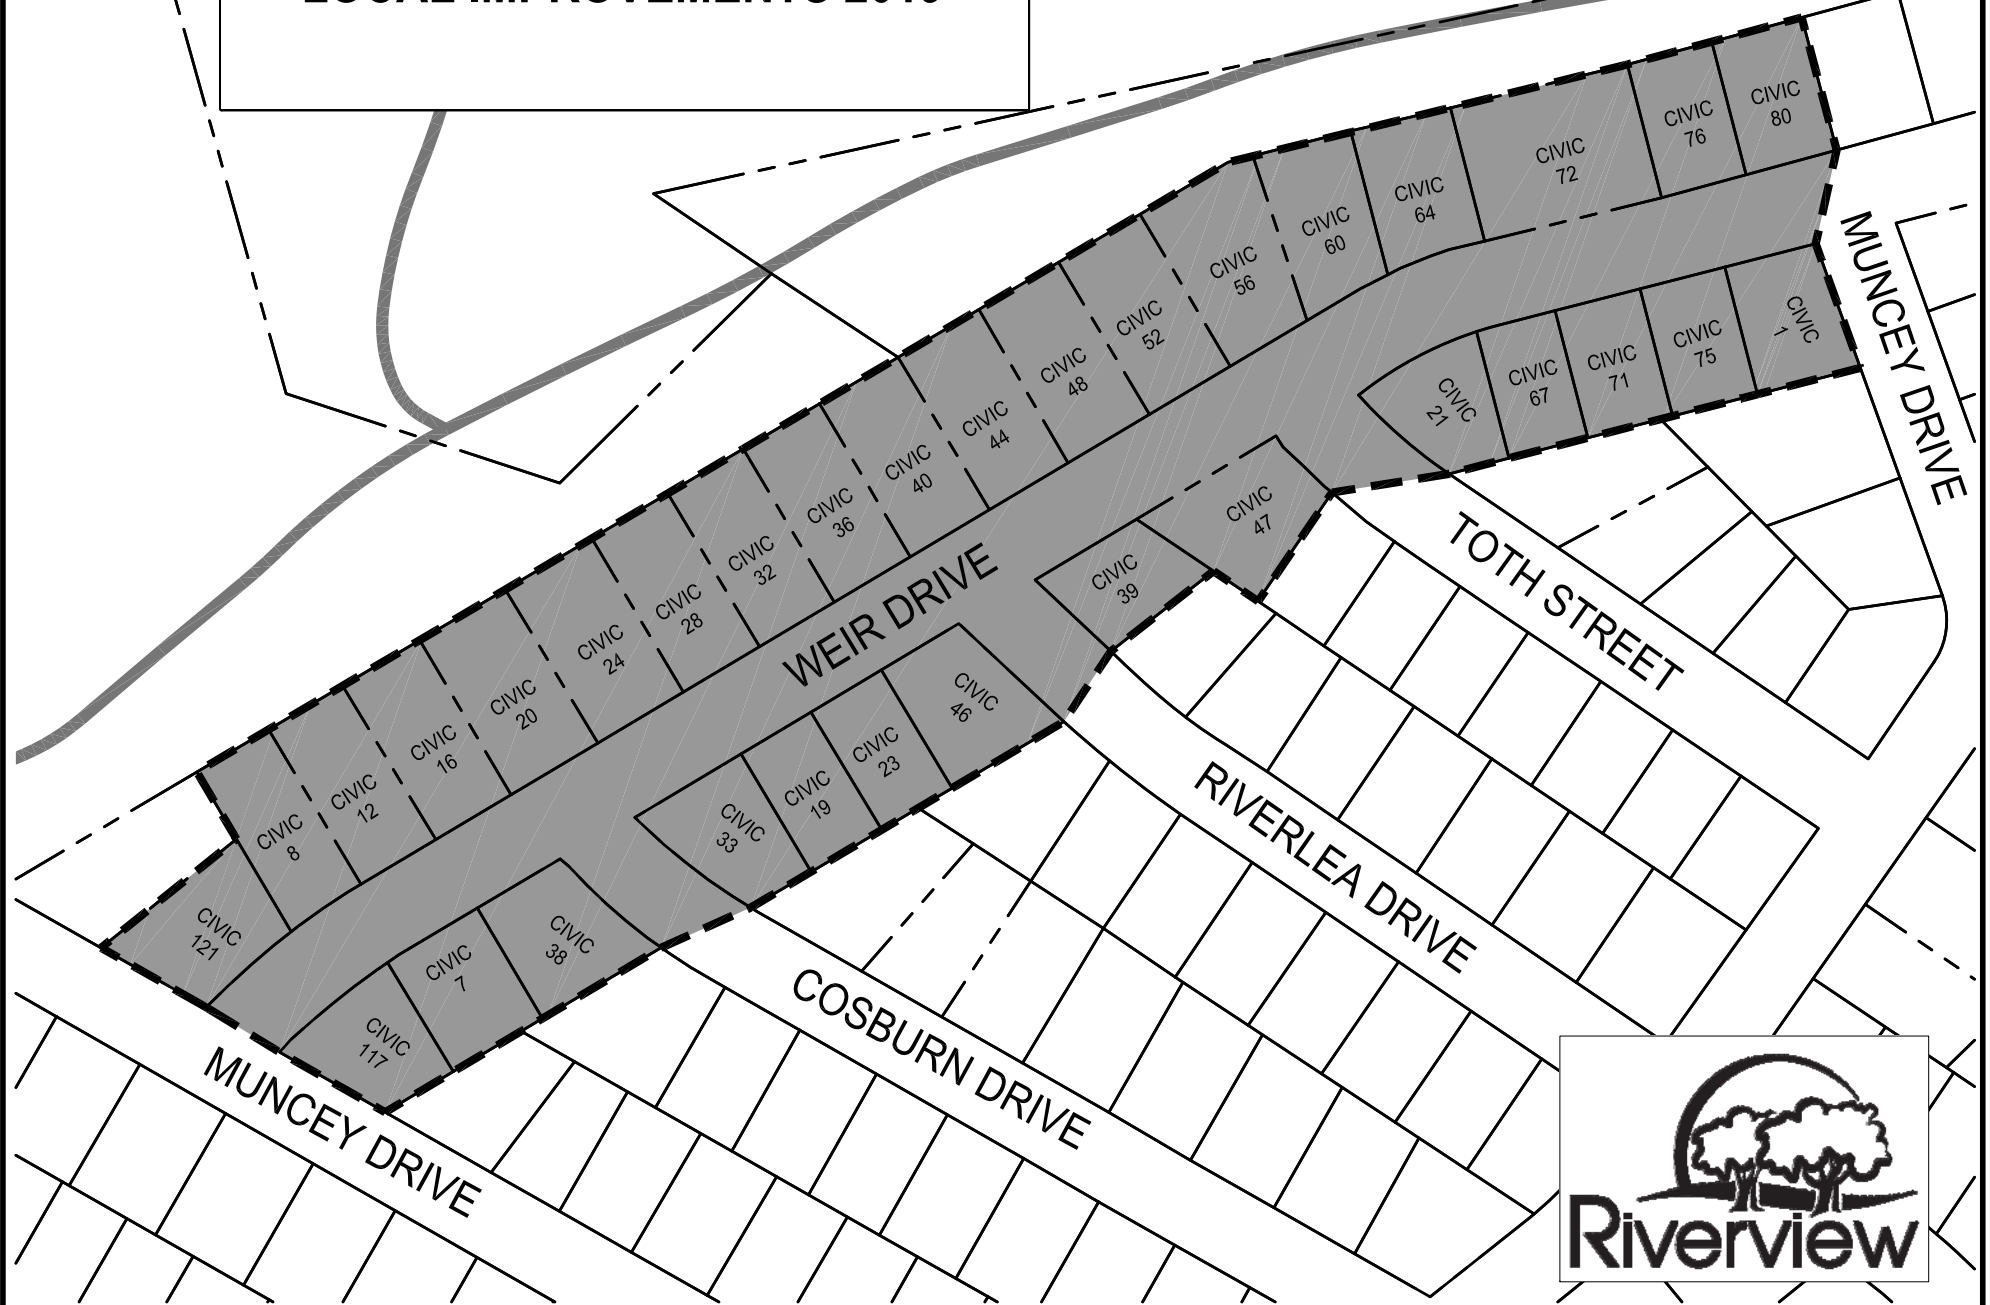 CIVIC
80
CIVIC
76
CIVIC
72
CIVIC
64
CIVIC
60
CIVIC
56
CIVIC
52
CIVIC
48
CIVIC
44
CIVIC
40
CIVIC
36
CIVIC
32
CIVIC
28
CIVIC
24
CIVIC
20
CIVIC
16
CIVIC
12
CIVIC
8
CIVIC
121
CIVIC
1
CIVIC
75
CIVIC
71
CIVIC
67
CIVIC
21
CIVIC
47
CIVIC
39
CIVIC
46
CIVIC
23
CIVIC
19
CIVIC
33
CIVIC
38
CIVIC
7
CIVIC
117
WEIR DRIVE
MUNCEY DRIVE
TOTH STREET
RIVERLEA DRIVE
COSBURN DRIVE
MUNCEY DRIVE
Riverview